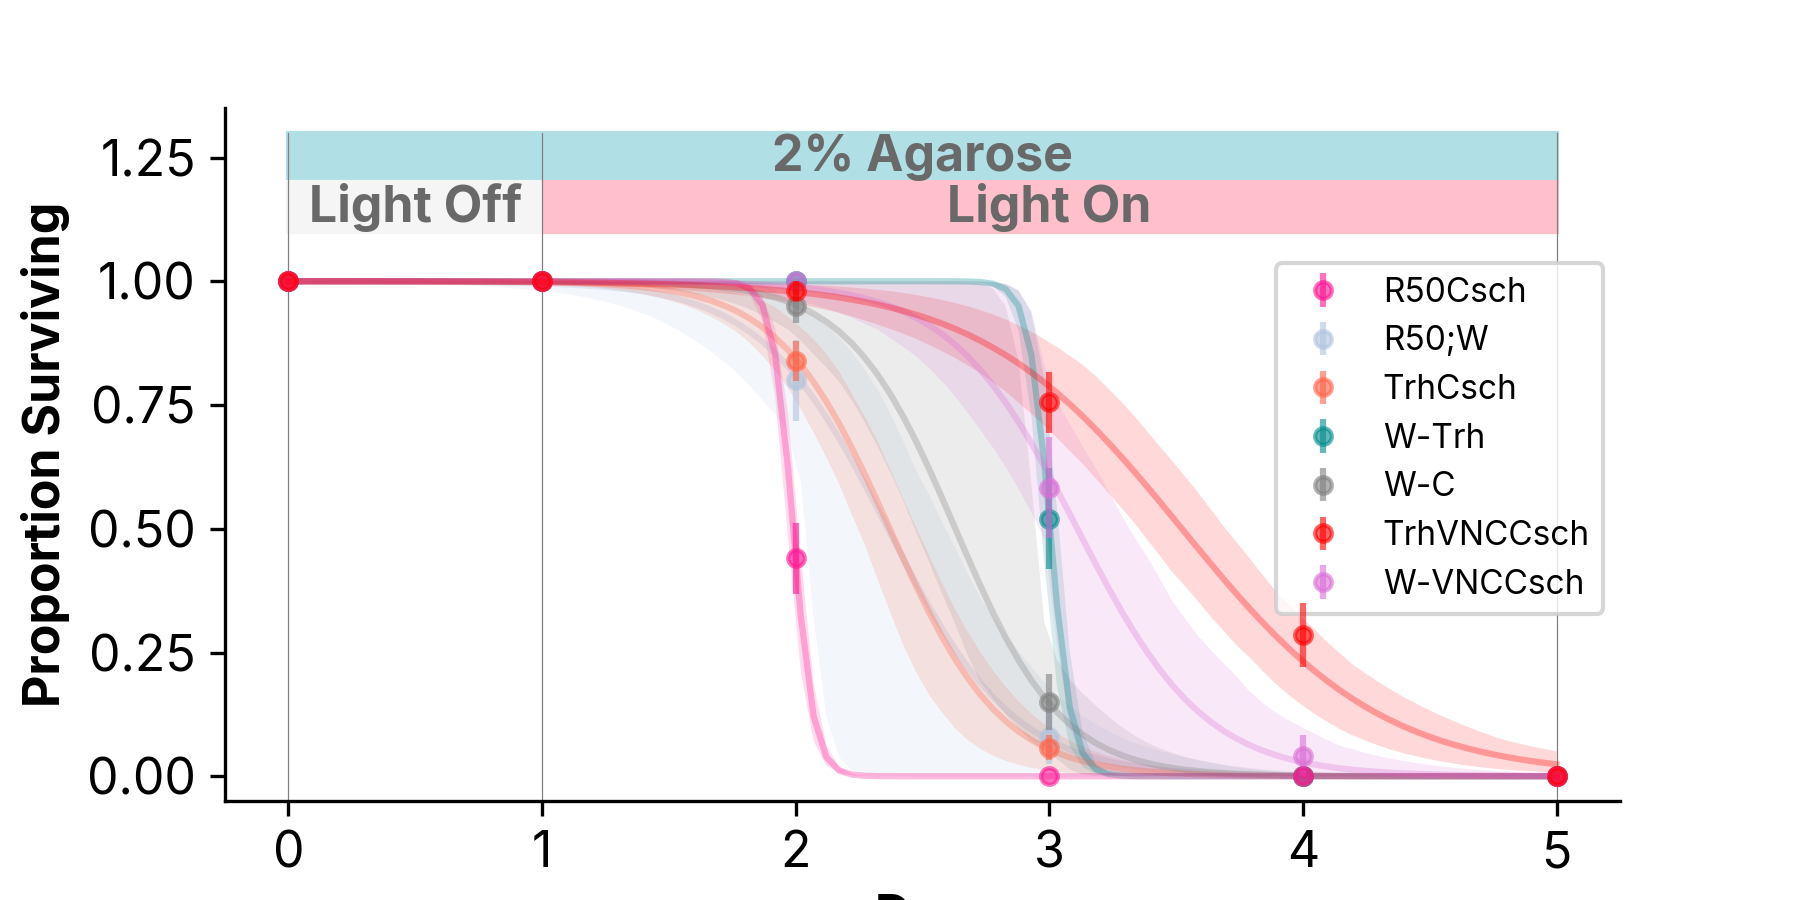 2% Agarose
Light Off
Light On
Proportion Surviving
1.25
1.00
0.75
0.50
0.25
0.00
0
1
2
3
4
5
R50Csch
R50;W
TrhCsch
W-Trh
W-C
TrhVNCCsch
W-VNCCsch